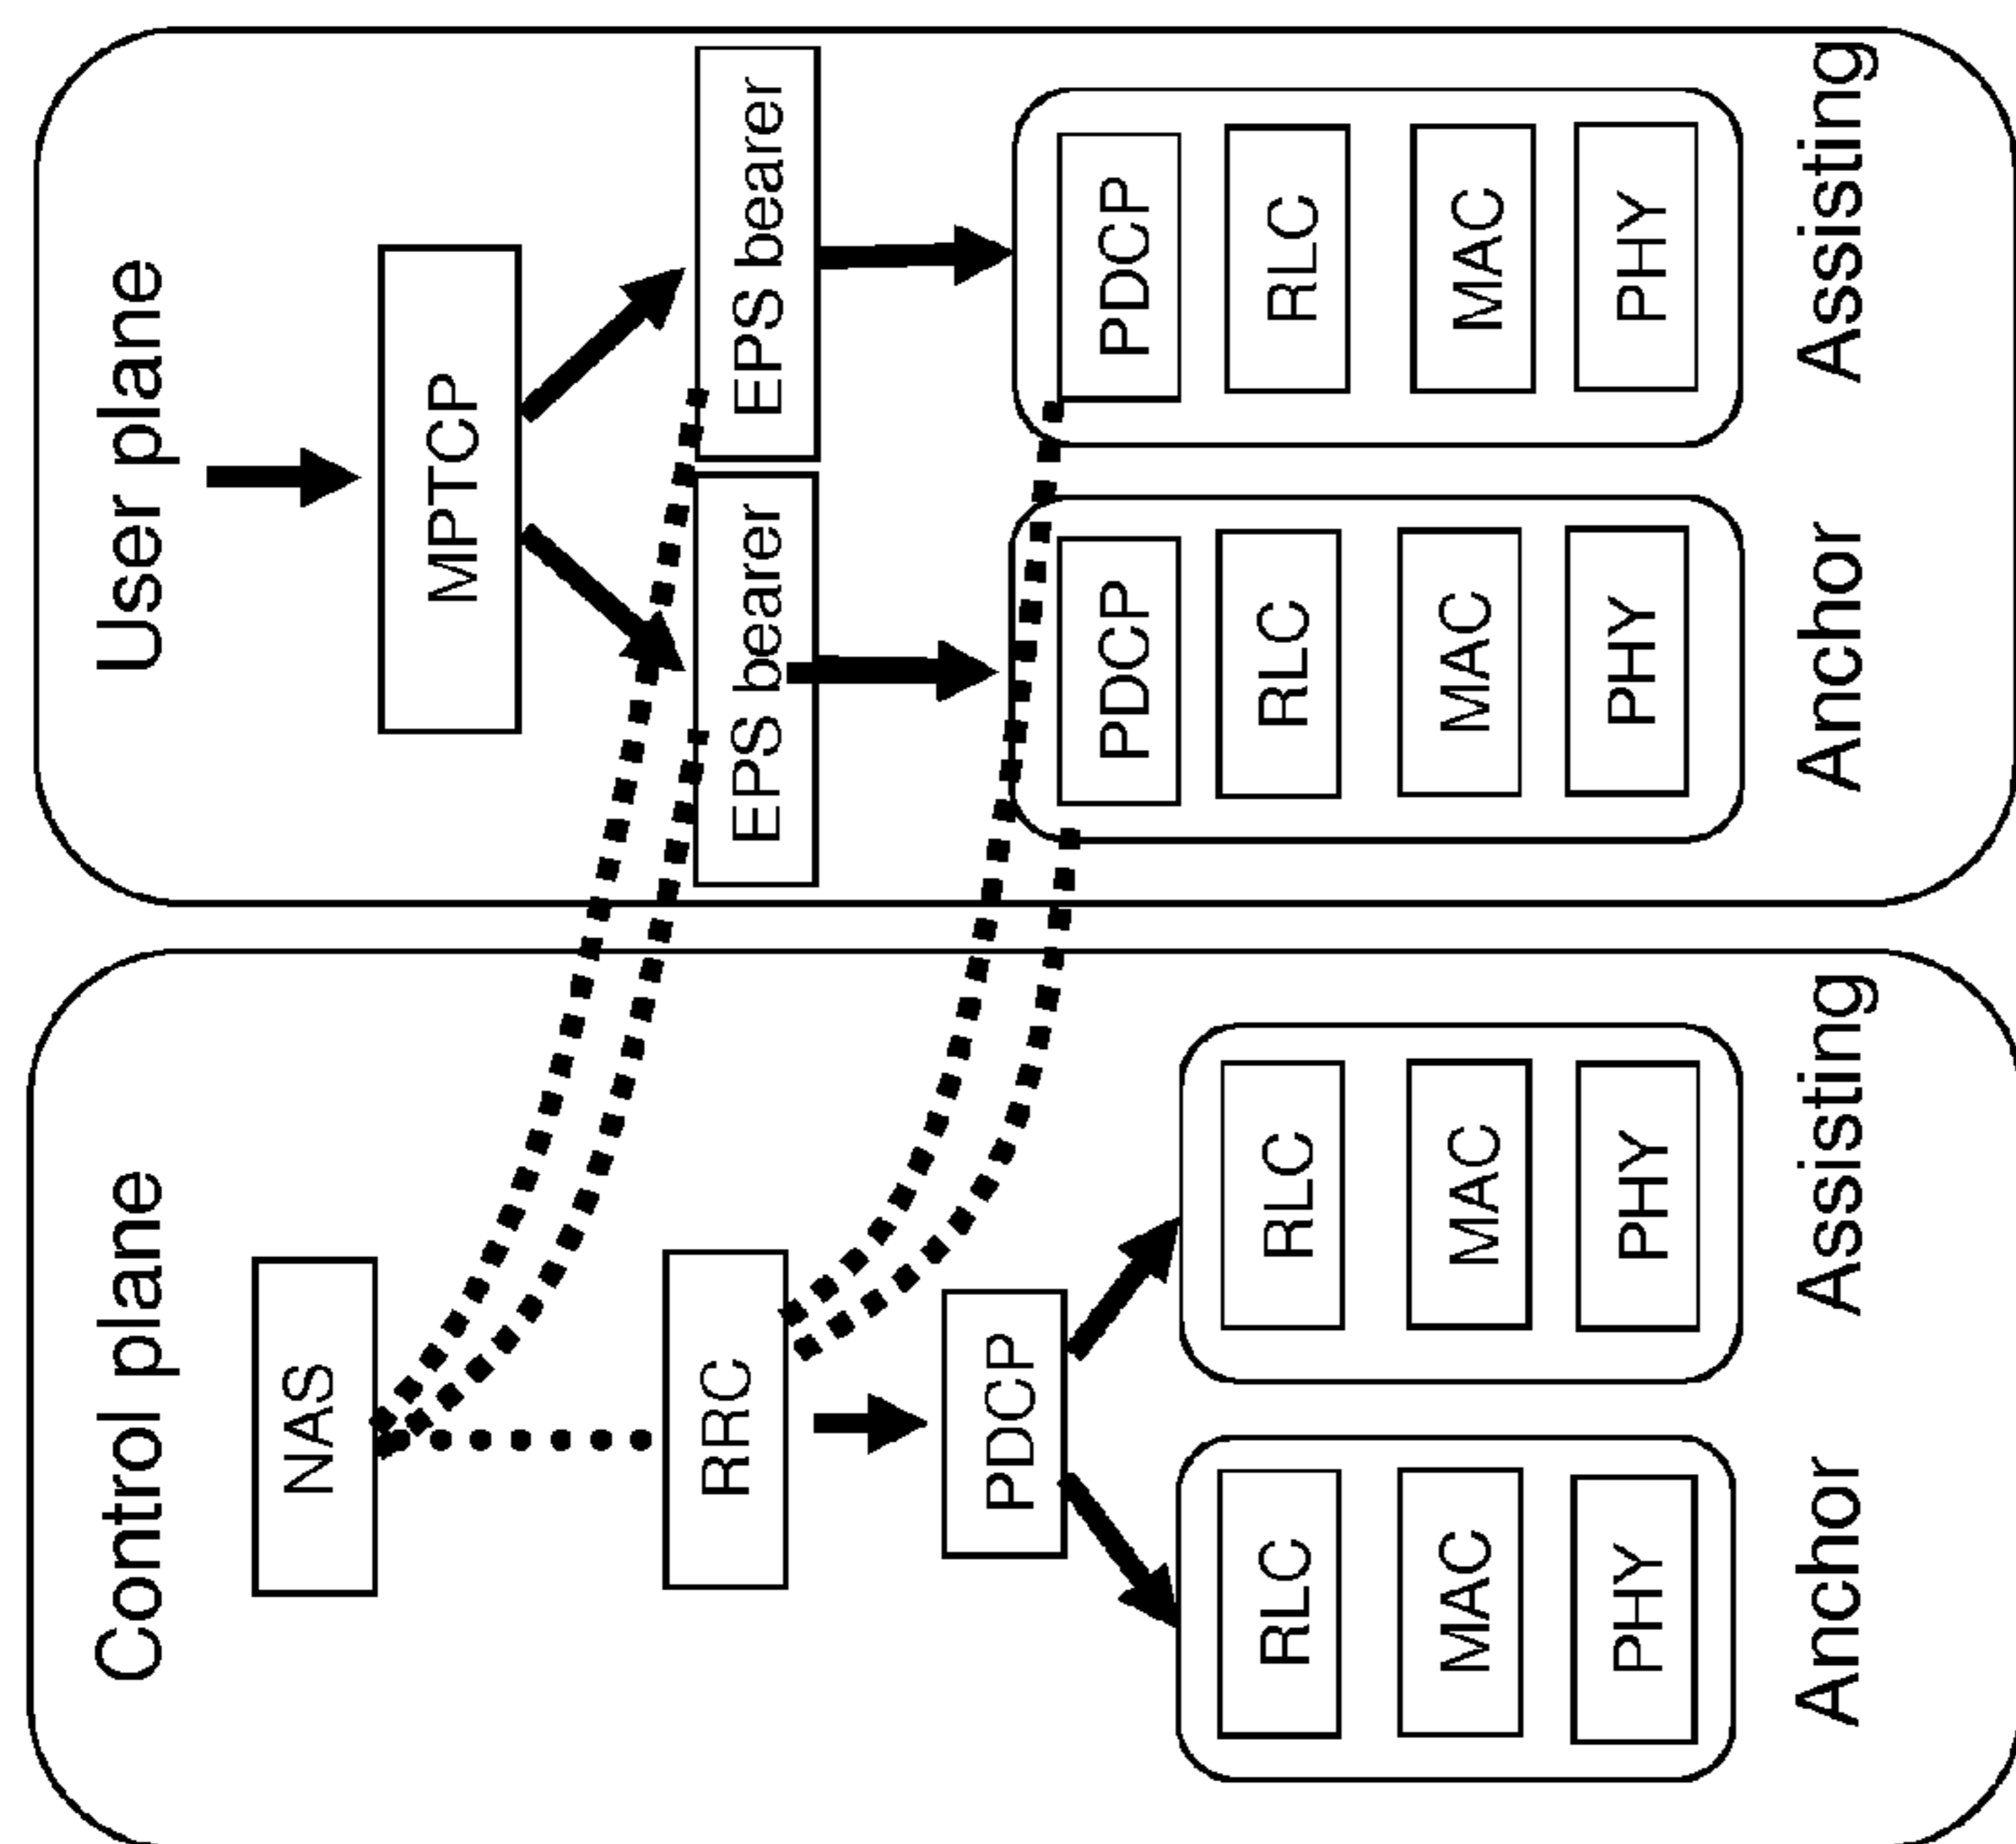 Control plane
NAS
RRC
PDCP
RLC
MAC
PHY
Anchor
RLC
MAC
PHY
Assisting
User plane
MPTCP
EPS bearer
EPS bearer
PDCP
RLC
MAC
PHY
Anchor
PDCP
RLC
MAC
PHY
Assisting